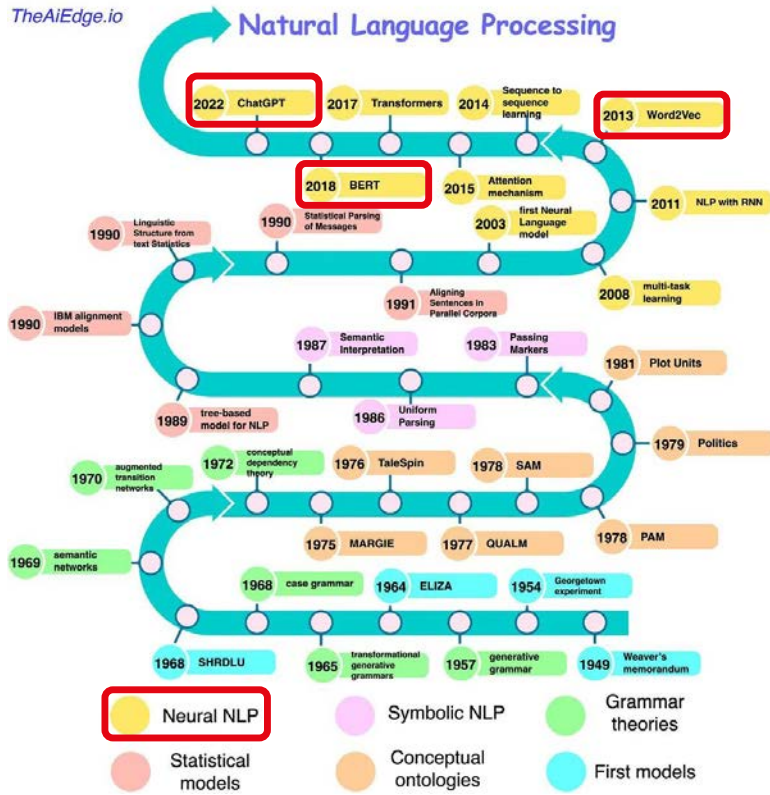 TheAiEdge.io
Natural Language Processing
2022 ChatGPT
2017 Transformers
2014 Sequence to
sequence
learning
2013 Word2Vec
2018 BERT
2015 Attention
mechanism
2011 NLP with RNN
1990 Linguistic
Structure from
text Statistics
1990 Statistical Parsing
of Messages
2003 first Neural
Language
model
2008 multi-task
learning
1990 IBM alignment
models
1991 Aligning
Sentences in
Parallel Corpora
1989 tree-based
model for NLP
1987 Semantic
Interpretation
1986 Uniform
Parsing
1983 Passing
Markers
1981 Plot Units
1979 Politics
1970 augmented
transition
networks
1972 conceptual
dependency
theory
1976 TaleSpin
1978 SAM
1978 PAM
1969 semantic
networks
1975 MARGIE
1977 QUALM
1968 case grammar
1964 ELIZA
1954 Georgetown
experiment
1968 SHRDLU
1965 transformational
generative
grammars
1957 generative
grammar
1949 Weaver's
memorandum
Neural NLP
Symbolic NLP
Grammar
theories
Statistical
models
Conceptual
ontologies
First models